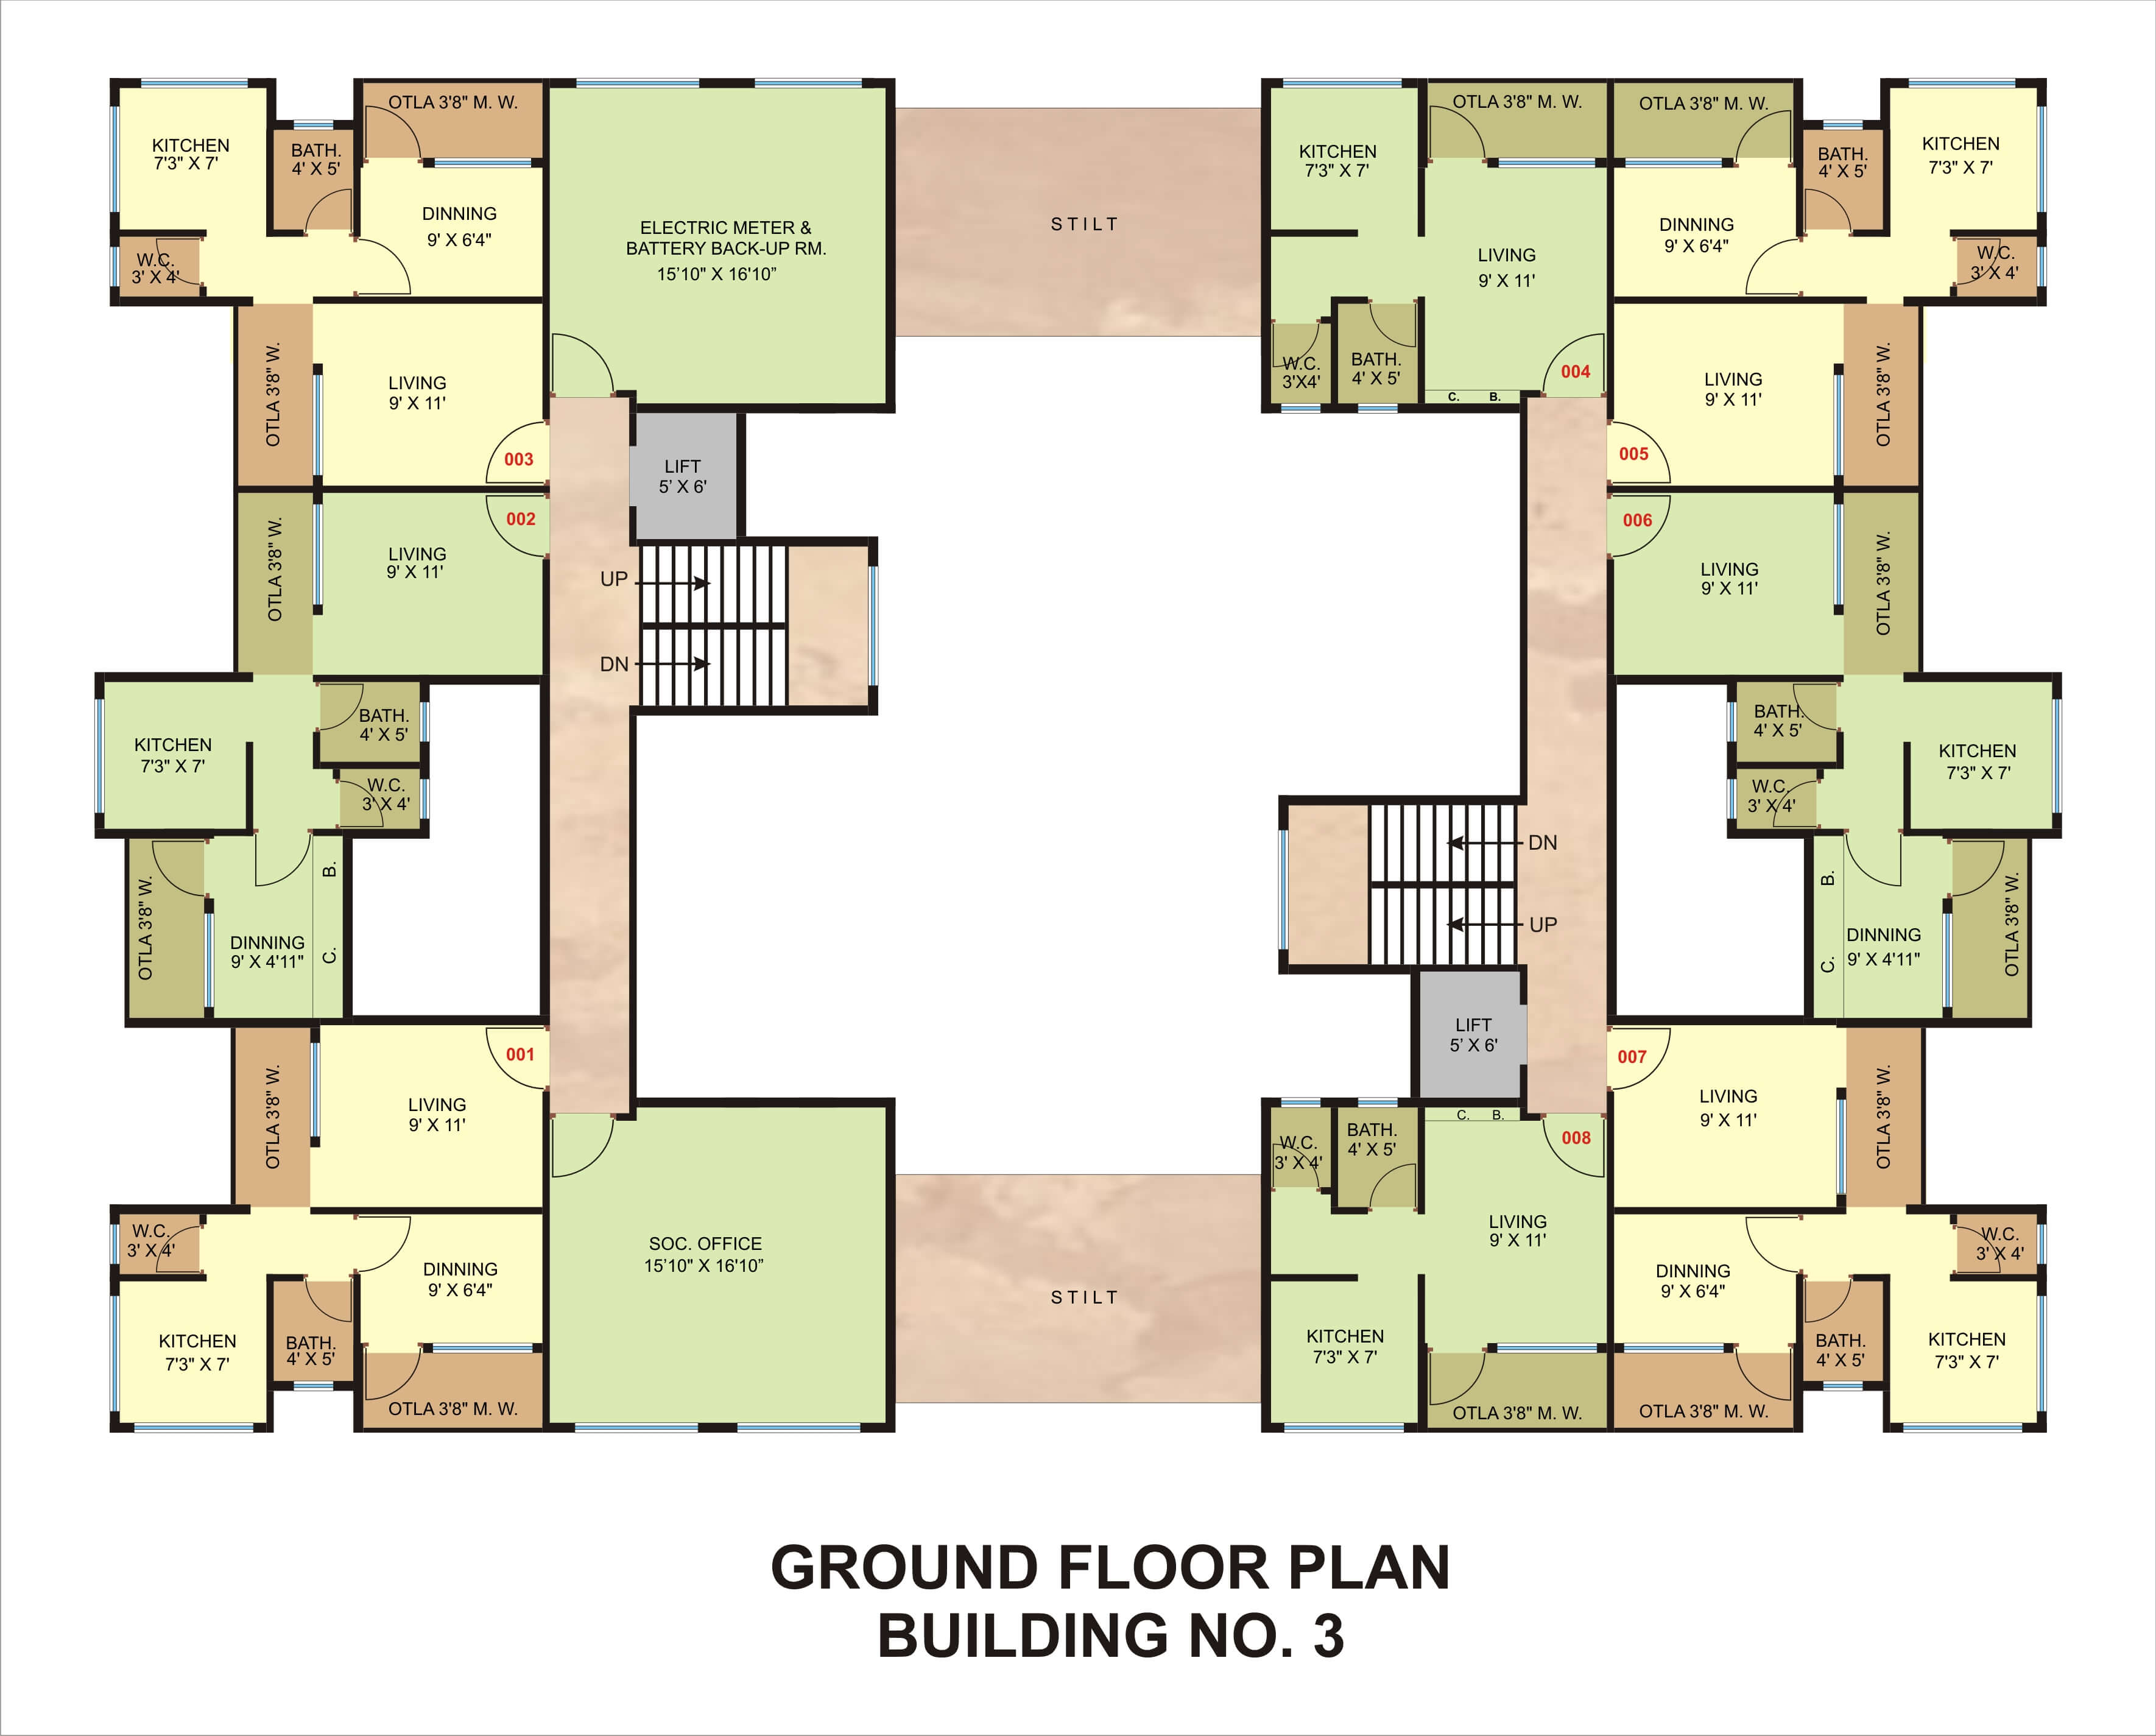 KITCHEN
7'3" X 7'
BATH.
4' X 5'
OTLA 3'8" M. W.
DINNING
9' X 6'4"
W.C.
3' X 4'
ELECTRIC METER &
BATTERY BACK-UP RM.
15'10" X 16'10”
STILT
KITCHEN
7'3" X 7'
OTLA 3'8" M. W.
OTLA 3'8" M. W.
LIVING
9' X 11'
DINNING
9' X 6'4"
BATH.
4' X 5'
KITCHEN
7'3" X 7'
W.C.
3' X 4'
W.C.
3'X4'
BATH.
4' X 5'
C. B.
004
OTLA 3'8" W.
LIVING
9' X 11'
003
LIFT
5’ X 6'
LIVING
9' X 11'
005
OTLA 3'8" W.
OTLA 3'8" W.
LIVING
9' X 11'
002
UP
DN
006
LIVING
9' X 11'
OTLA 3'8" W.
KITCHEN
7'3" X 7'
BATH.
4' X 5'
W.C.
3' X 4'
BATH.
4' X 5'
W.C.
3' X 4'
KITCHEN
7'3" X 7'
OTLA 3'8" W.
DINNING
9' X 4'11"
C. B.
DN
UP
C. B.
DINNING
9' X 4'11"
OTLA 3'8" W.
OTLA 3'8" W.
LIVING
9' X 11'
001
LIFT
5’ X 6'
007
LIVING
9' X 11'
OTLA 3'8" W.
W.C.
3' X 4'
KITCHEN
7'3" X 7'
BATH.
4' X 5'
DINNING
9' X 6'4"
OTLA 3'8" M. W.
SOC. OFFICE
15'10" X 16'10”
STILT
W.C.
3' X 4'
BATH.
4' X 5'
C. B.
008
LIVING
9' X 11'
KITCHEN
7'3" X 7'
OTLA 3'8" M. W.
DINNING
9' X 6'4"
OTLA 3'8" M. W.
BATH.
4' X 5'
W.C.
3' X 4'
KITCHEN
7'3" X 7'
GROUND FLOOR PLAN
BUILDING NO. 3